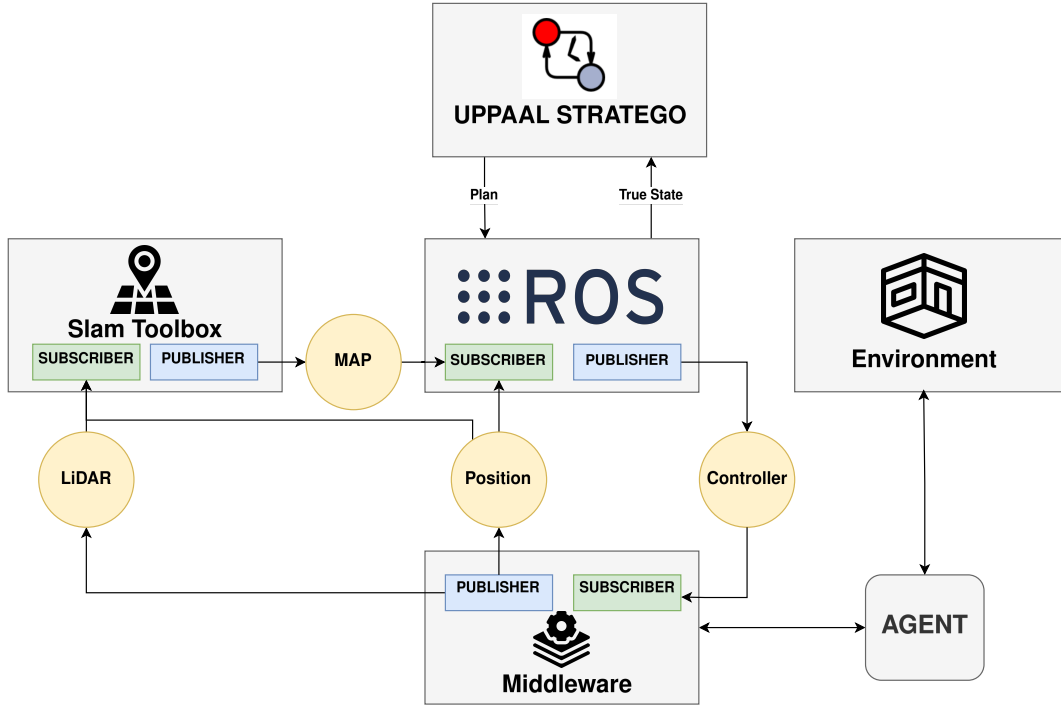 UPPAAL STRATEGO
Plan
True State
Slam Toolbox
SUBSCRIBER
PUBLISHER
MAP
ROS
SUBSCRIBER
PUBLISHER
Environment
LiDAR
Position
Controller
PUBLISHER
SUBSCRIBER
Middleware
AGENT